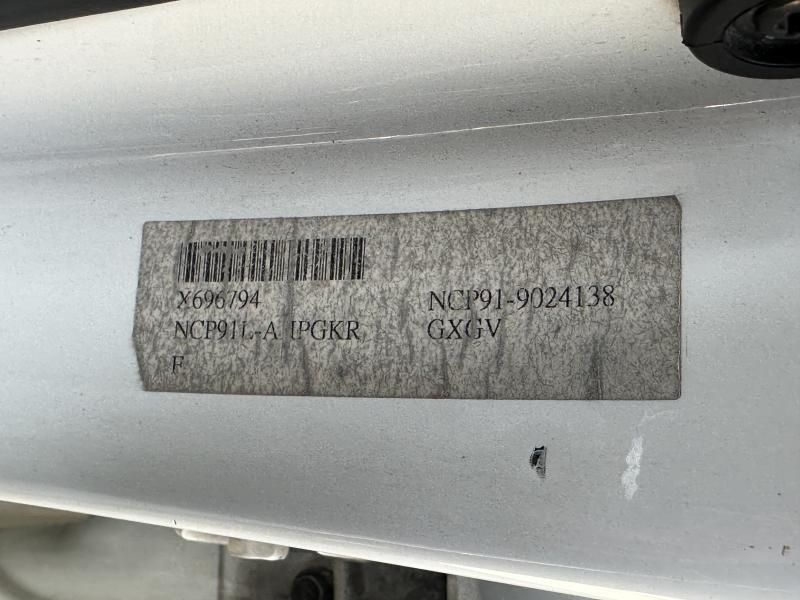 X696794
NCP91-9024138
NCP91L-A IPGKR
GXGV
F